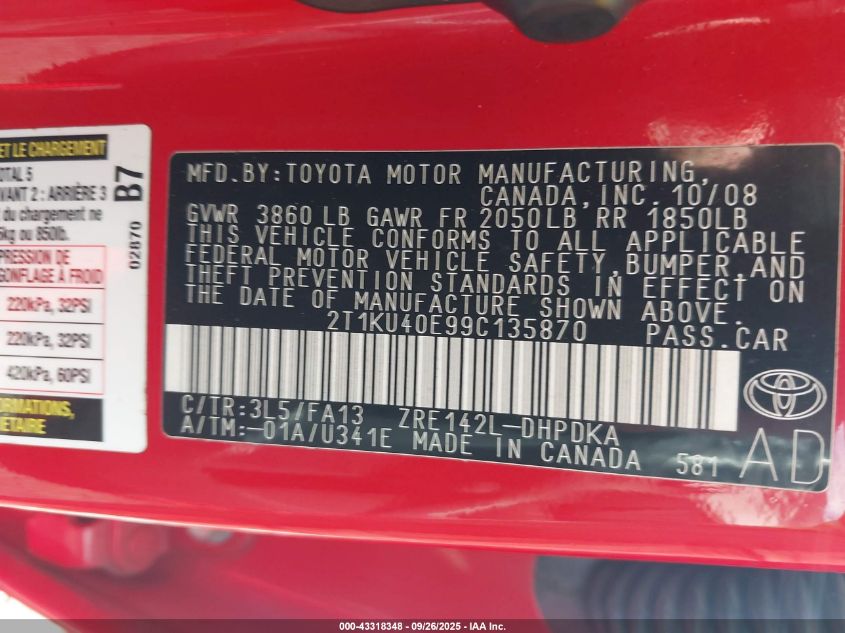 ET LE CHARGEMENT
TOTAL 5
AVANT 2 : ARRIÈRE 3
du chargement ne
kg ou 850lb.
PRESSION DE
GONFLAGE À FROID
220kPa, 32PSI
220kPa, 32PSI
420kPa, 60PSI
INFORMATIONS,
B7
02870
MFD.BY:TOYOTA MOTOR MANUFACTURING,
CANADA,INC. 10/08
GVWR 3860 LB GAWR FR 2050LB RR 1850LB
THIS VEHICLE CONFORMS TO ALL APPLICABLE
FEDERAL MOTOR VEHICLE SAFETY,BUMPER,AND
THEFT PREVENTION STANDARDS IN EFFECT ON
THE DATE OF MANUFACTURE SHOWN ABOVE.
2T1KU40E99C135870 PASS.CAR
C/TR:3L5/FA13 ZRE142L-DHPDKA
A/TM:-01A/U341E MADE IN CANADA 581 AD
000-43318348 - 09/26/2025 - IAA Inc.